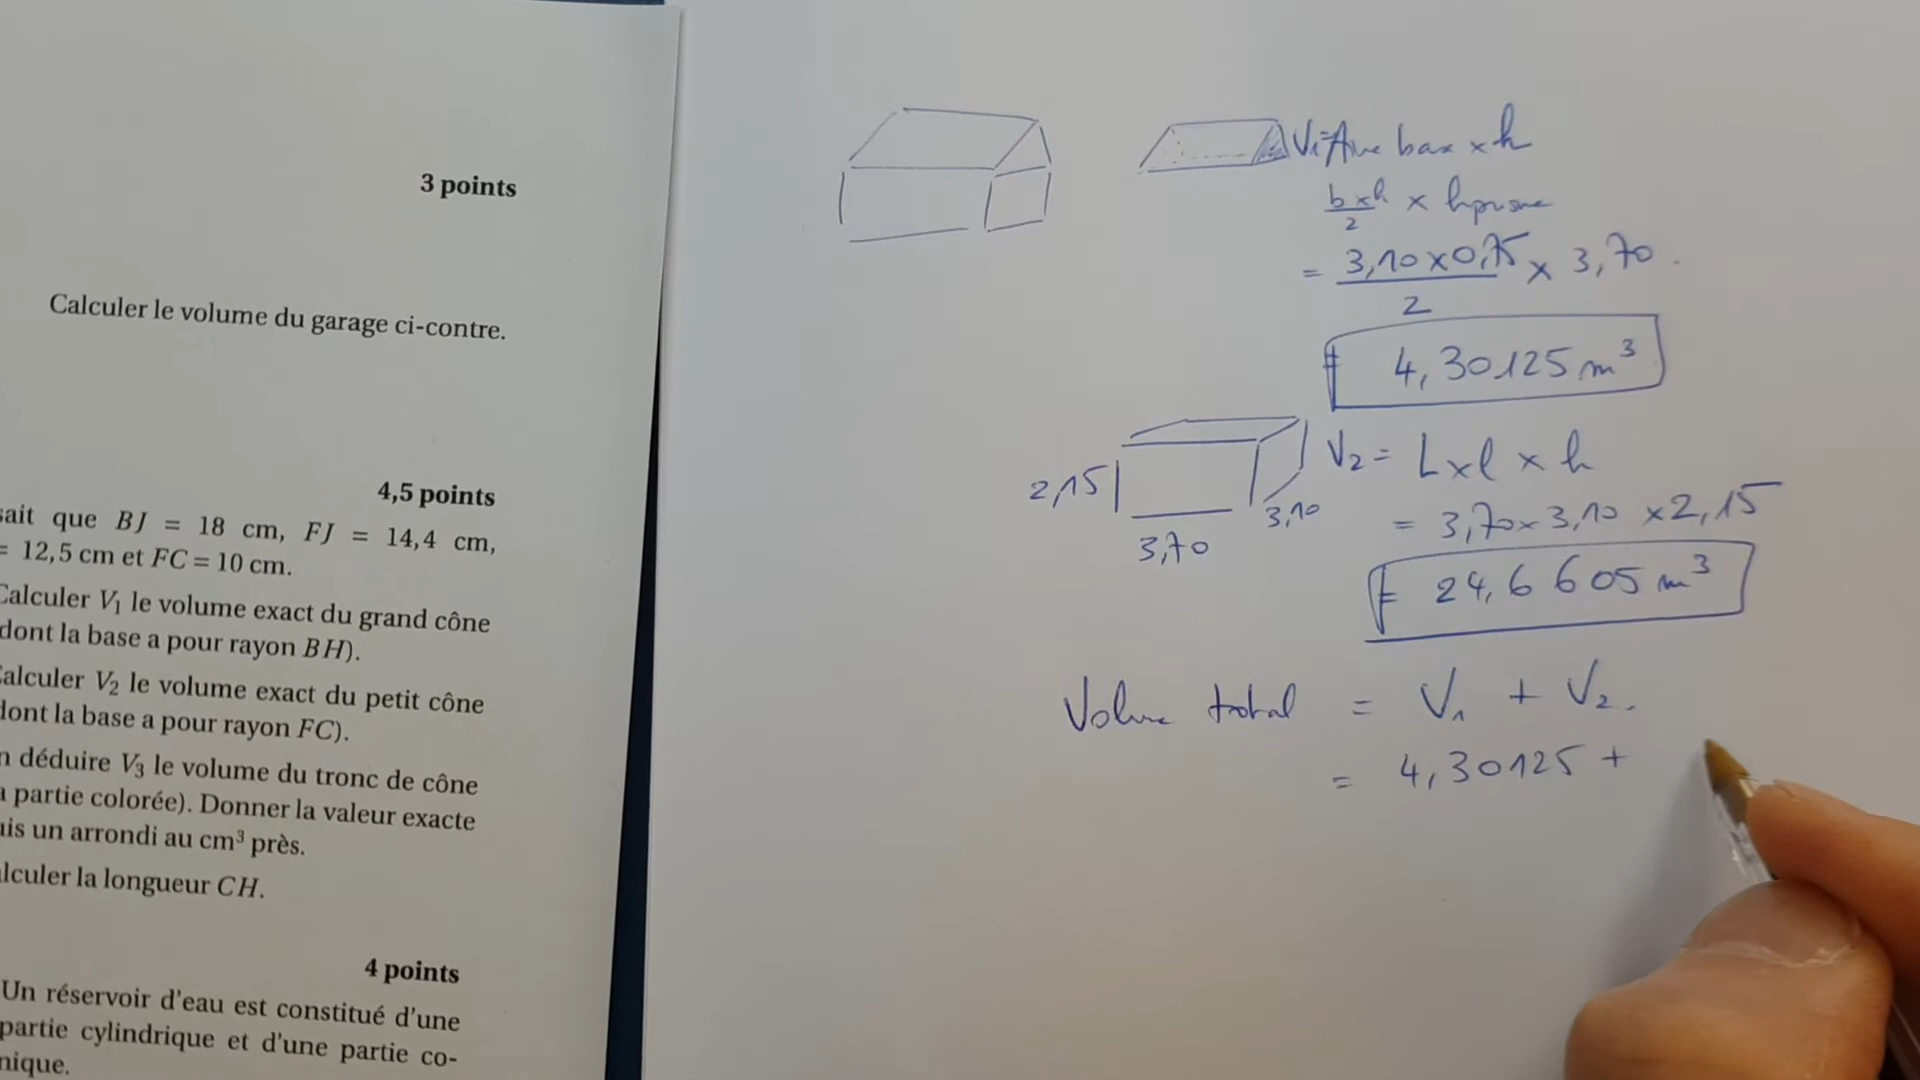 3 points
Calculer le volume du garage ci-contre.
4,5 points
sait que BJ = 18 cm, FJ = 14,4 cm,
= 12,5 cm et FC = 10 cm.
Calculer V₁ le volume exact du grand cône
(dont la base a pour rayon BH).
Calculer V₂ le volume exact du petit cône
(dont la base a pour rayon FC).
n déduire V₃ le volume du tronc de cône
a partie colorée). Donner la valeur exacte
uis un arrondi au cm³ près.
lculer la longueur CH.
4 points
Un réservoir d'eau est constitué d'une
partie cylindrique et d'une partie co-
nique.
V₁=Aire base x h
b x h / 2 x h prisme
= 3,10 x 0,75 / 2 x 3,70
= 4,30125 m³
2,15
3,70
3,10
V₂ = L x l x h
= 3,70 x 3,10 x 2,15
= 24,6605 m³
Volume total = V₁ + V₂.
= 4,30125 +